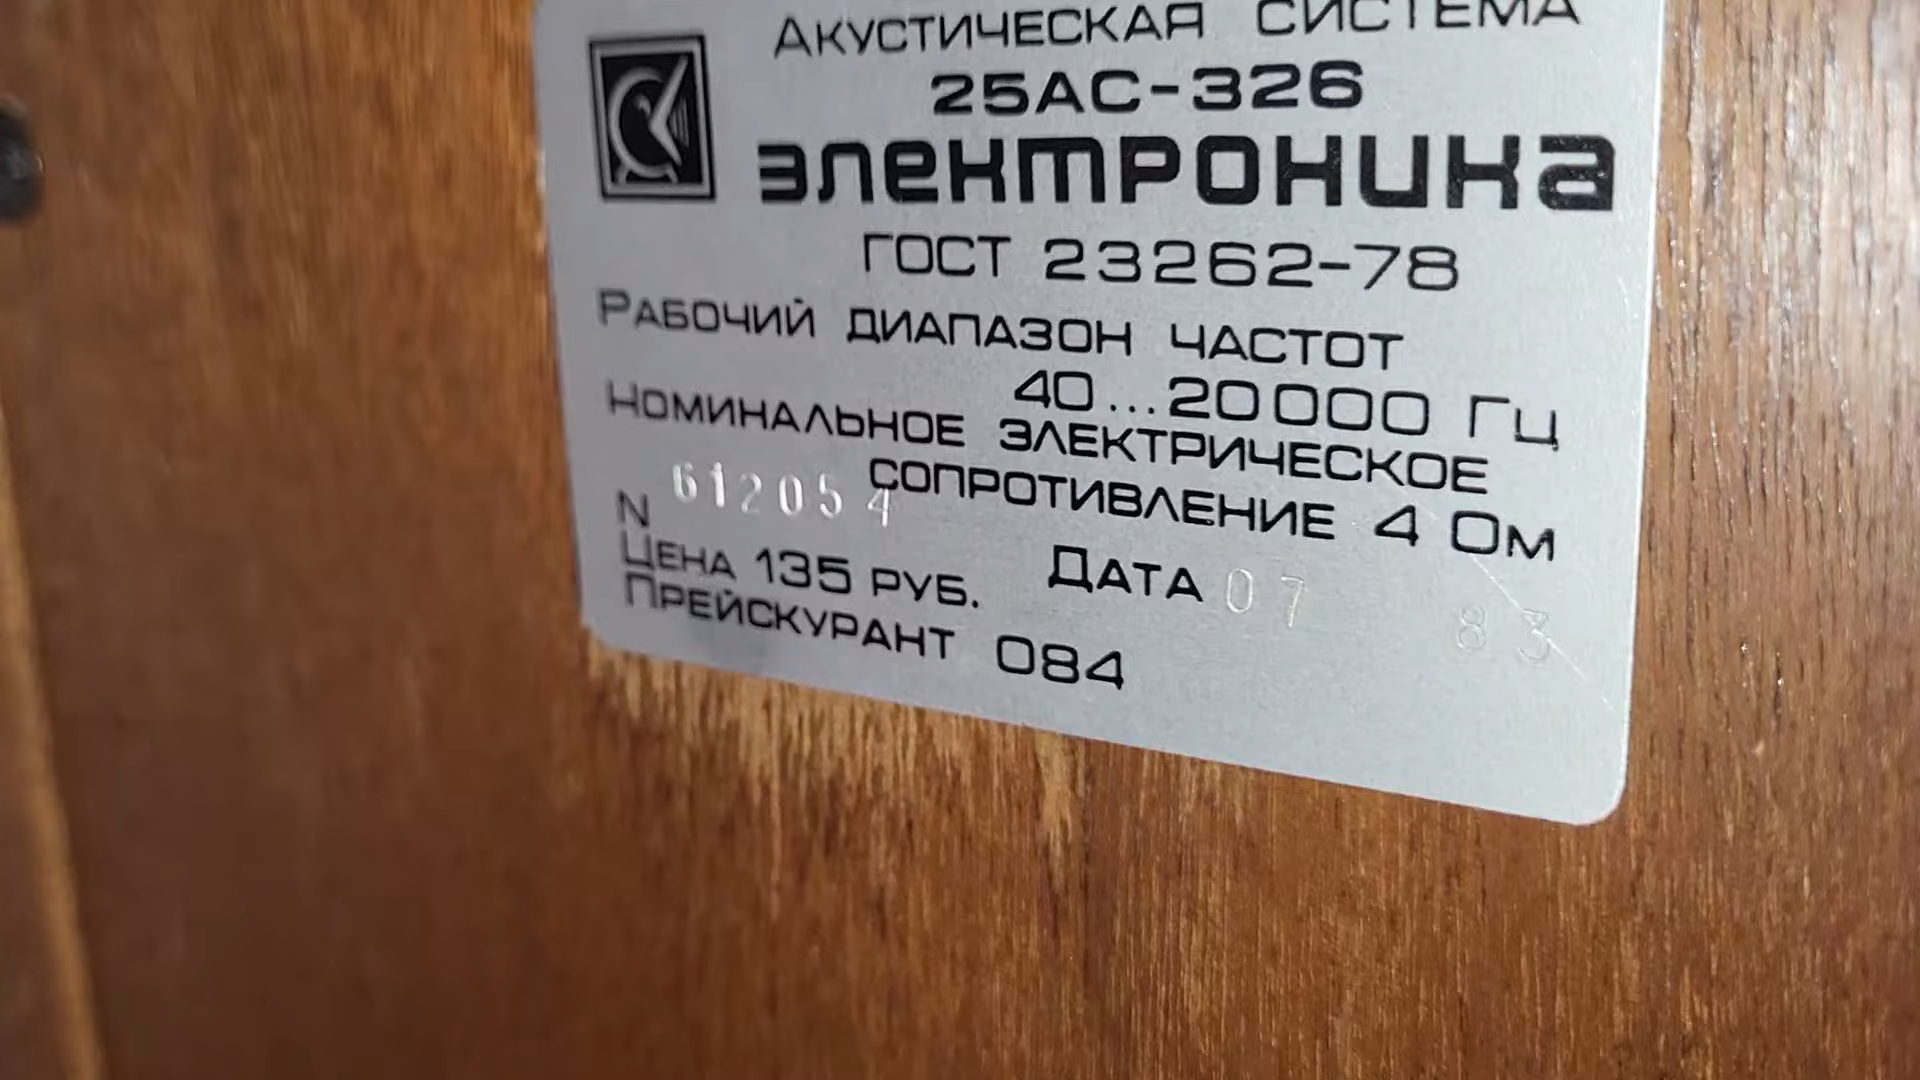 Акустическая система
25АС-326
электроника
ГОСТ 23262-78
Рабочий диапазон частот
40...20000 Гц
Номинальное электрическое
сопротивление 4 Ом
N 612054
Цена 135 руб. Дата 07 83
Прейскурант 084